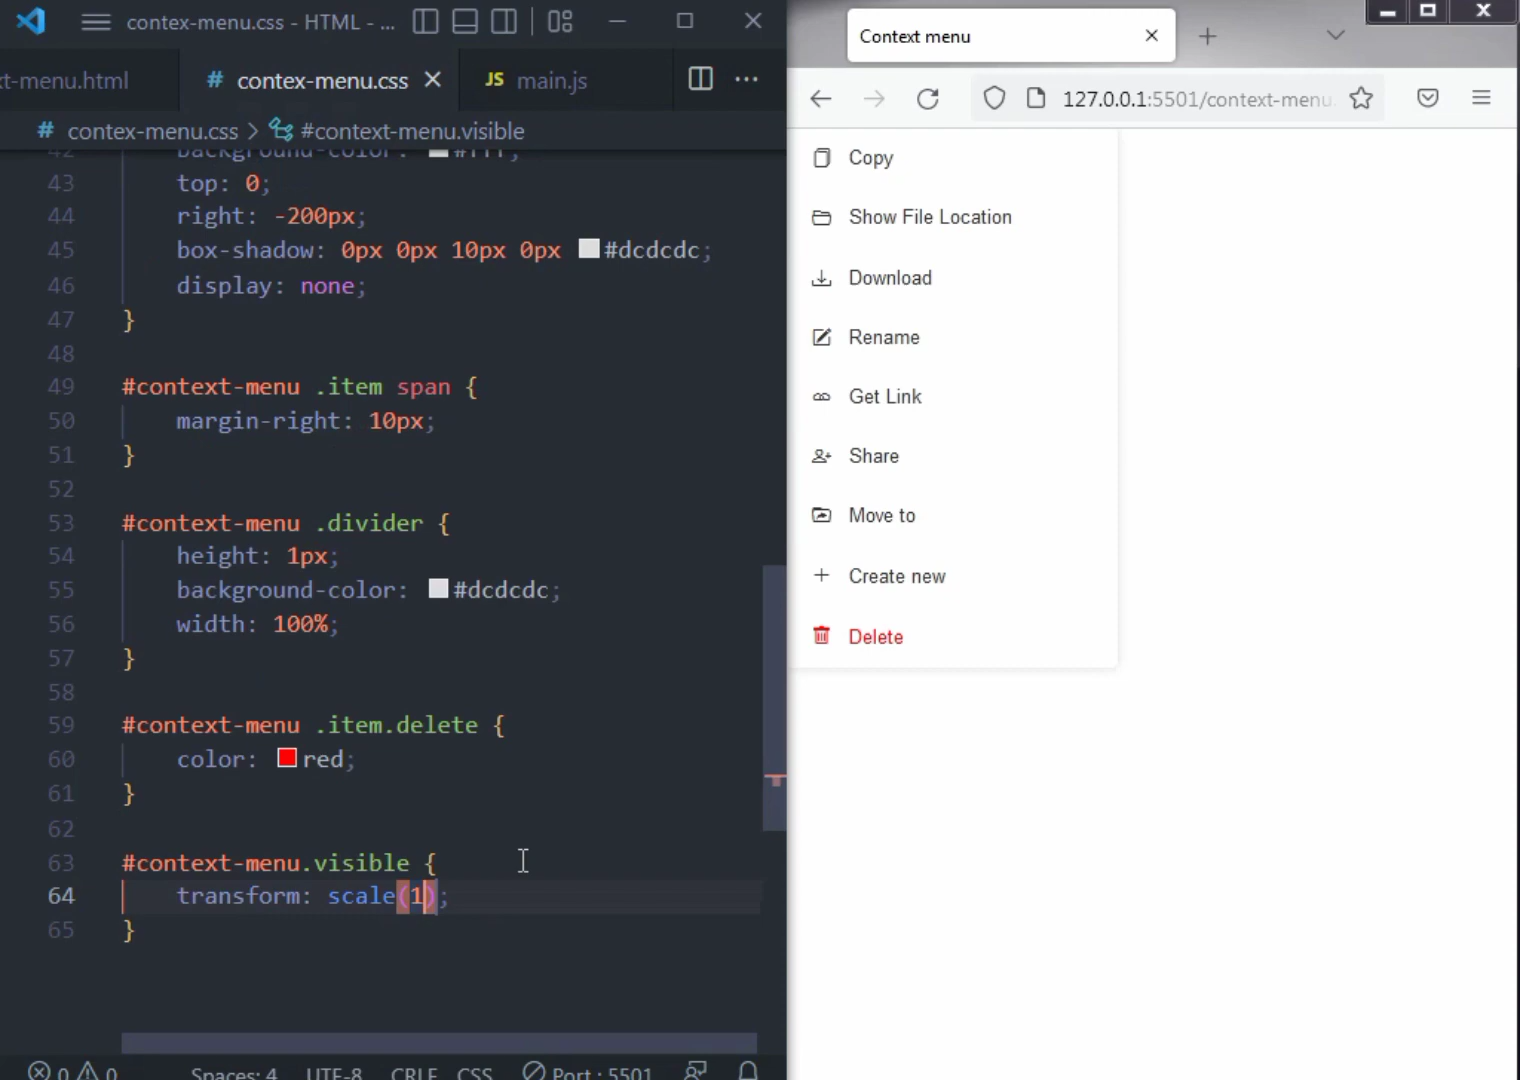 contex-menu.css - HTML - ...
t-menu.html
# contex-menu.css
JS main.js
# contex-menu.css > #context-menu.visible
42 background-color: #fff;
43 top: 0;
44 right: -200px;
45 box-shadow: 0px 0px 10px 0px #dcdcdc;
46 display: none;
47 }
48
49 #context-menu .item span {
50 margin-right: 10px;
51 }
52
53 #context-menu .divider {
54 height: 1px;
55 background-color: #dcdcdc;
56 width: 100%;
57 }
58
59 #context-menu .item.delete {
60 color: red;
61 }
62
63 #context-menu.visible {
64 transform: scale(1);
65 }
0 0 Spaces: 4 UTF-8 CRLF CSS Port : 5501
Context menu
127.0.0.1:5501/context-menu.
Copy
Show File Location
Download
Rename
Get Link
Share
Move to
Create new
Delete